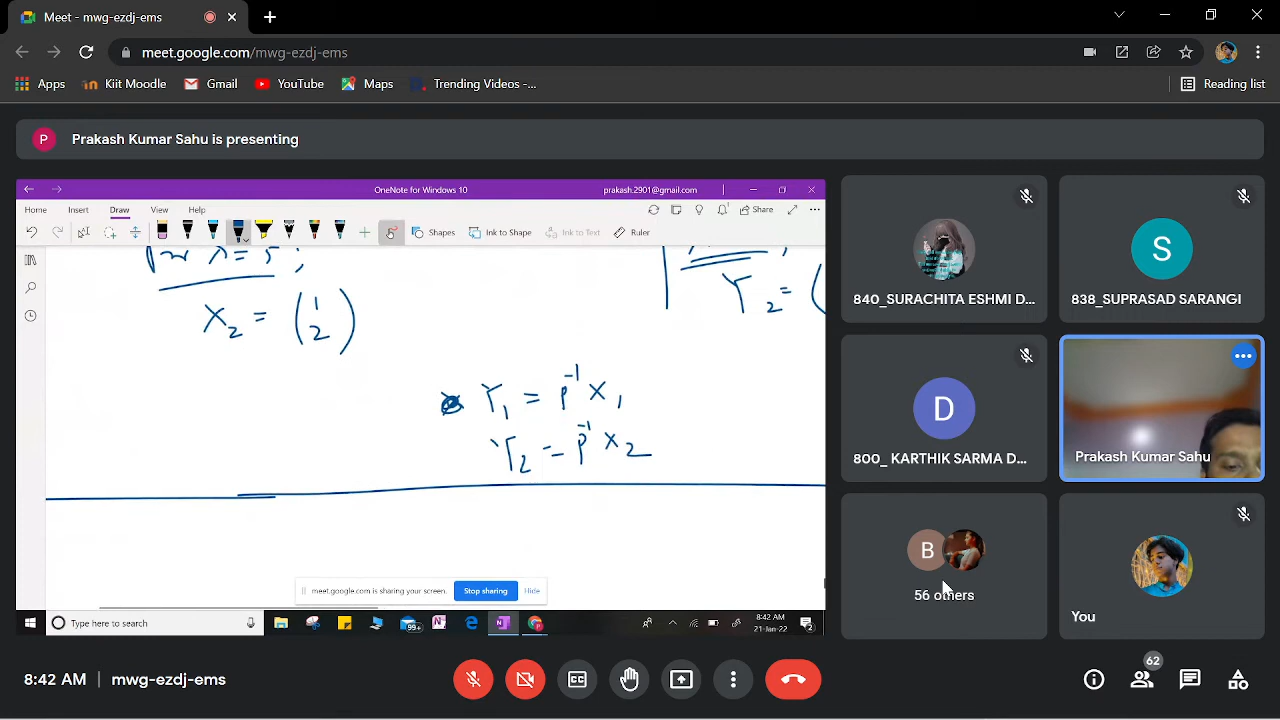 Meet - mwg-ezdj-ems
meet.google.com/mwg-ezdj-ems
Apps Kiit Moodle Gmail YouTube Maps Trending Videos -... Reading list
P Prakash Kumar Sahu is presenting
OneNote for Windows 10 prakash.2901@gmail.com
Home Insert Draw View Help Share
Shapes Ink to Shape Ink to Text Ruler
For λ = 5 ;
X₂ = (1 2)
Y₂ = (
Y₁ = P⁻¹ X₁
Y₂ = P⁻¹ X₂
meet.google.com is sharing your screen. Stop sharing Hide
Type here to search 99+ 8:42 AM
21-Jan-22 2
840_SURACHITA ESHMI D...
S
838_SUPRASAD SARANGI
D
800_ KARTHIK SARMA D...
Prakash Kumar Sahu
B
56 others
You
8:42 AM | mwg-ezdj-ems 62